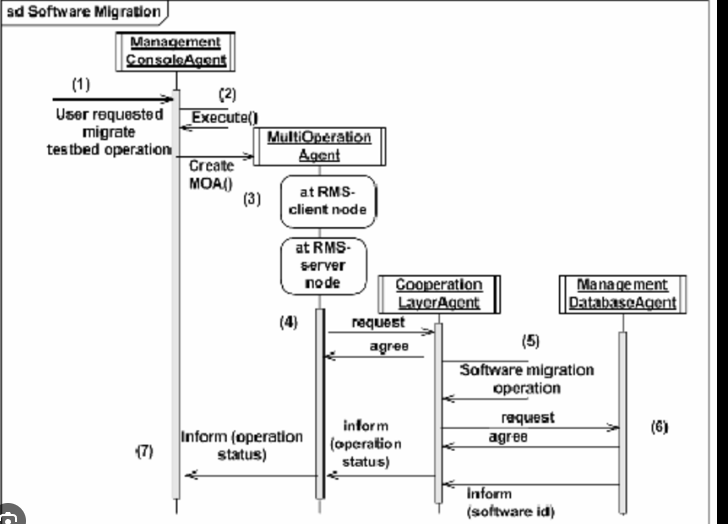 sd Software Migration
Management
ConsoleAgent
(1)
(2)
User requested
migrate
testbed operation
Execute()
MultiOperation
Agent
Create
MOA()
(3)
at RMS-
client node
at RMS-
server
node
Cooperation
LayerAgent
Management
DatabaseAgent
(4)
request
agree
(5)
Software migration
operation
request
agree
(6)
(7)
Inform (operation
status)
inform
(operation
status)
Inform
(software id)